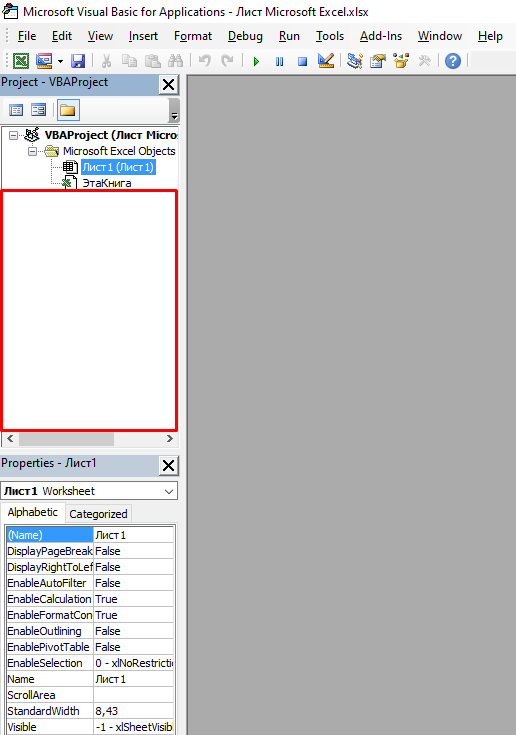 Microsoft Visual Basic for Applications - Лист Microsoft Excel.xlsx
File Edit View Insert Format Debug Run Tools Add-Ins Window Help
Project - VBAProject
VBAProject (Лист Micro
Microsoft Excel Objects
Лист1 (Лист1)
ЭтаКнига
Properties - Лист1
Лист1 Worksheet
Alphabetic Categorized
(Name) Лист1
DisplayPageBreak False
DisplayRightToLef False
EnableAutoFilter False
EnableCalculation True
EnableFormatCon True
EnableOutlining False
EnablePivotTable False
EnableSelection 0 - xlNoRestrictio
Name Лист1
ScrollArea
StandardWidth 8,43
Visible -1 - xlSheetVisibl